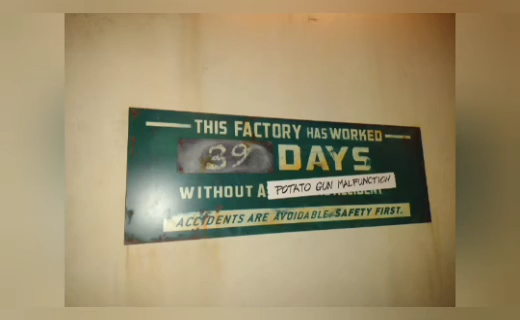 THIS FACTORY HAS WORKED
39 DAYS
WITHOUT A POTATO GUN MALFUNCTION
ACCIDENTS ARE AVOIDABLE-SAFETY FIRST.